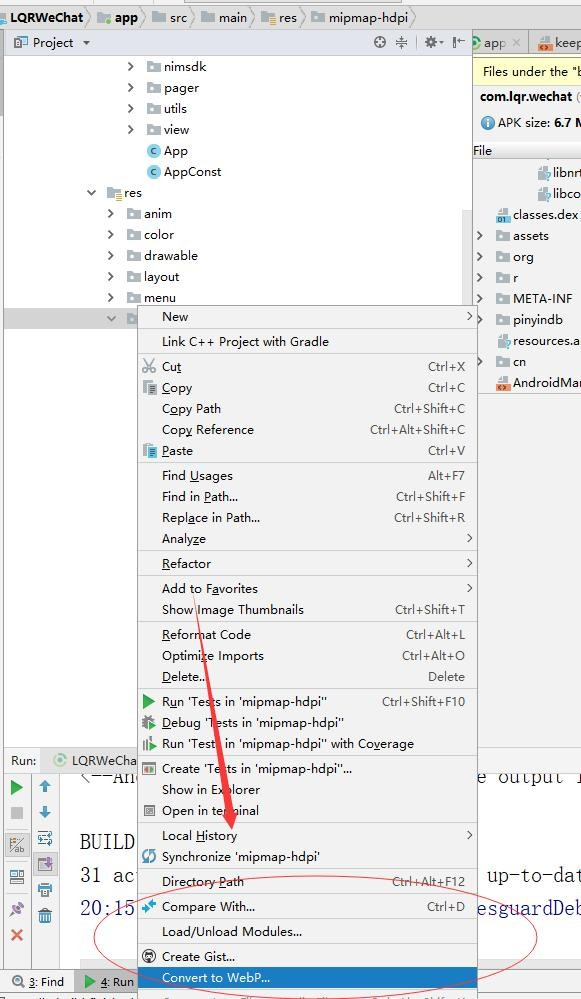 LQRWeChat app src main res mipmap-hdpi
Project
app
keep
nimsdk
pager
utils
view
App
AppConst
res
anim
color
drawable
layout
menu
Files under the "b
com.lqr.wechat
APK size: 6.7 M
File
libnrt
libco
classes.dex
assets
org
r
META-INF
pinyindb
resources.a
cn
AndroidMar
New
Link C++ Project with Gradle
Cut Ctrl+X
Copy Ctrl+C
Copy Path Ctrl+Shift+C
Copy Reference Ctrl+Alt+Shift+C
Paste Ctrl+V
Find Usages Alt+F7
Find in Path... Ctrl+Shift+F
Replace in Path... Ctrl+Shift+R
Analyze
Refactor
Add to Favorites
Show Image Thumbnails Ctrl+Shift+T
Reformat Code Ctrl+Alt+L
Optimize Imports Ctrl+Alt+O
Delete... Delete
Run 'Tests in 'mipmap-hdpi'' Ctrl+Shift+F10
Debug 'Tests in 'mipmap-hdpi''
Run 'Tests in 'mipmap-hdpi'' with Coverage
Create 'Tests in 'mipmap-hdpi''...
Show in Explorer
Open in terminal
Local History
Synchronize 'mipmap-hdpi'
Directory Path Ctrl+Alt+F12
Compare With... Ctrl+D
Load/Unload Modules...
Create Gist...
Convert to WebP...
Run: LQRWeCha
<--An
e output
BUILD
31 ac
up-to-dat
20:15
esguardDeb
3: Find 4: Run